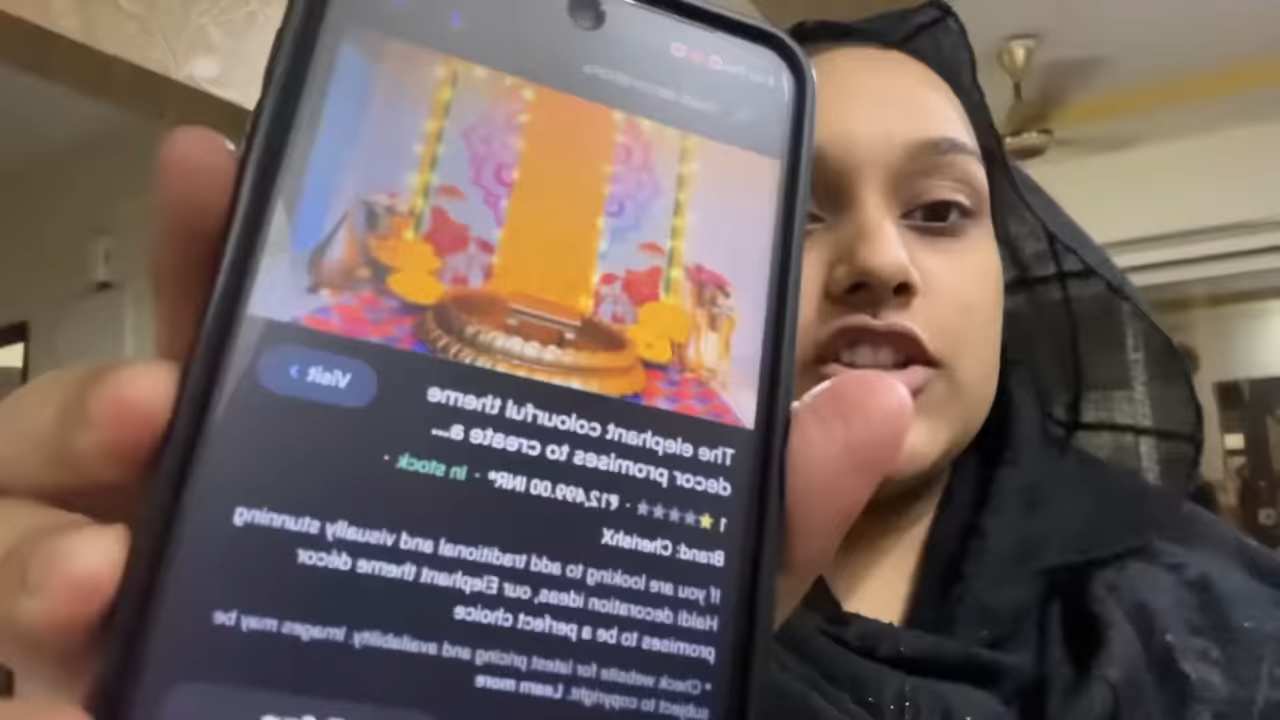 The elephant colourful theme
decor promises to create a...
Visit >
1 ★★★★★ · ₹12,499.00 INR* · In stock ·
Brand: CherishX
If you are looking to add traditional and visually stunning
Haldi decoration ideas, our Elephant theme décor
promises to be a perfect choice
* Check website for latest pricing and availability. Images may be
subject to copyright. Learn more